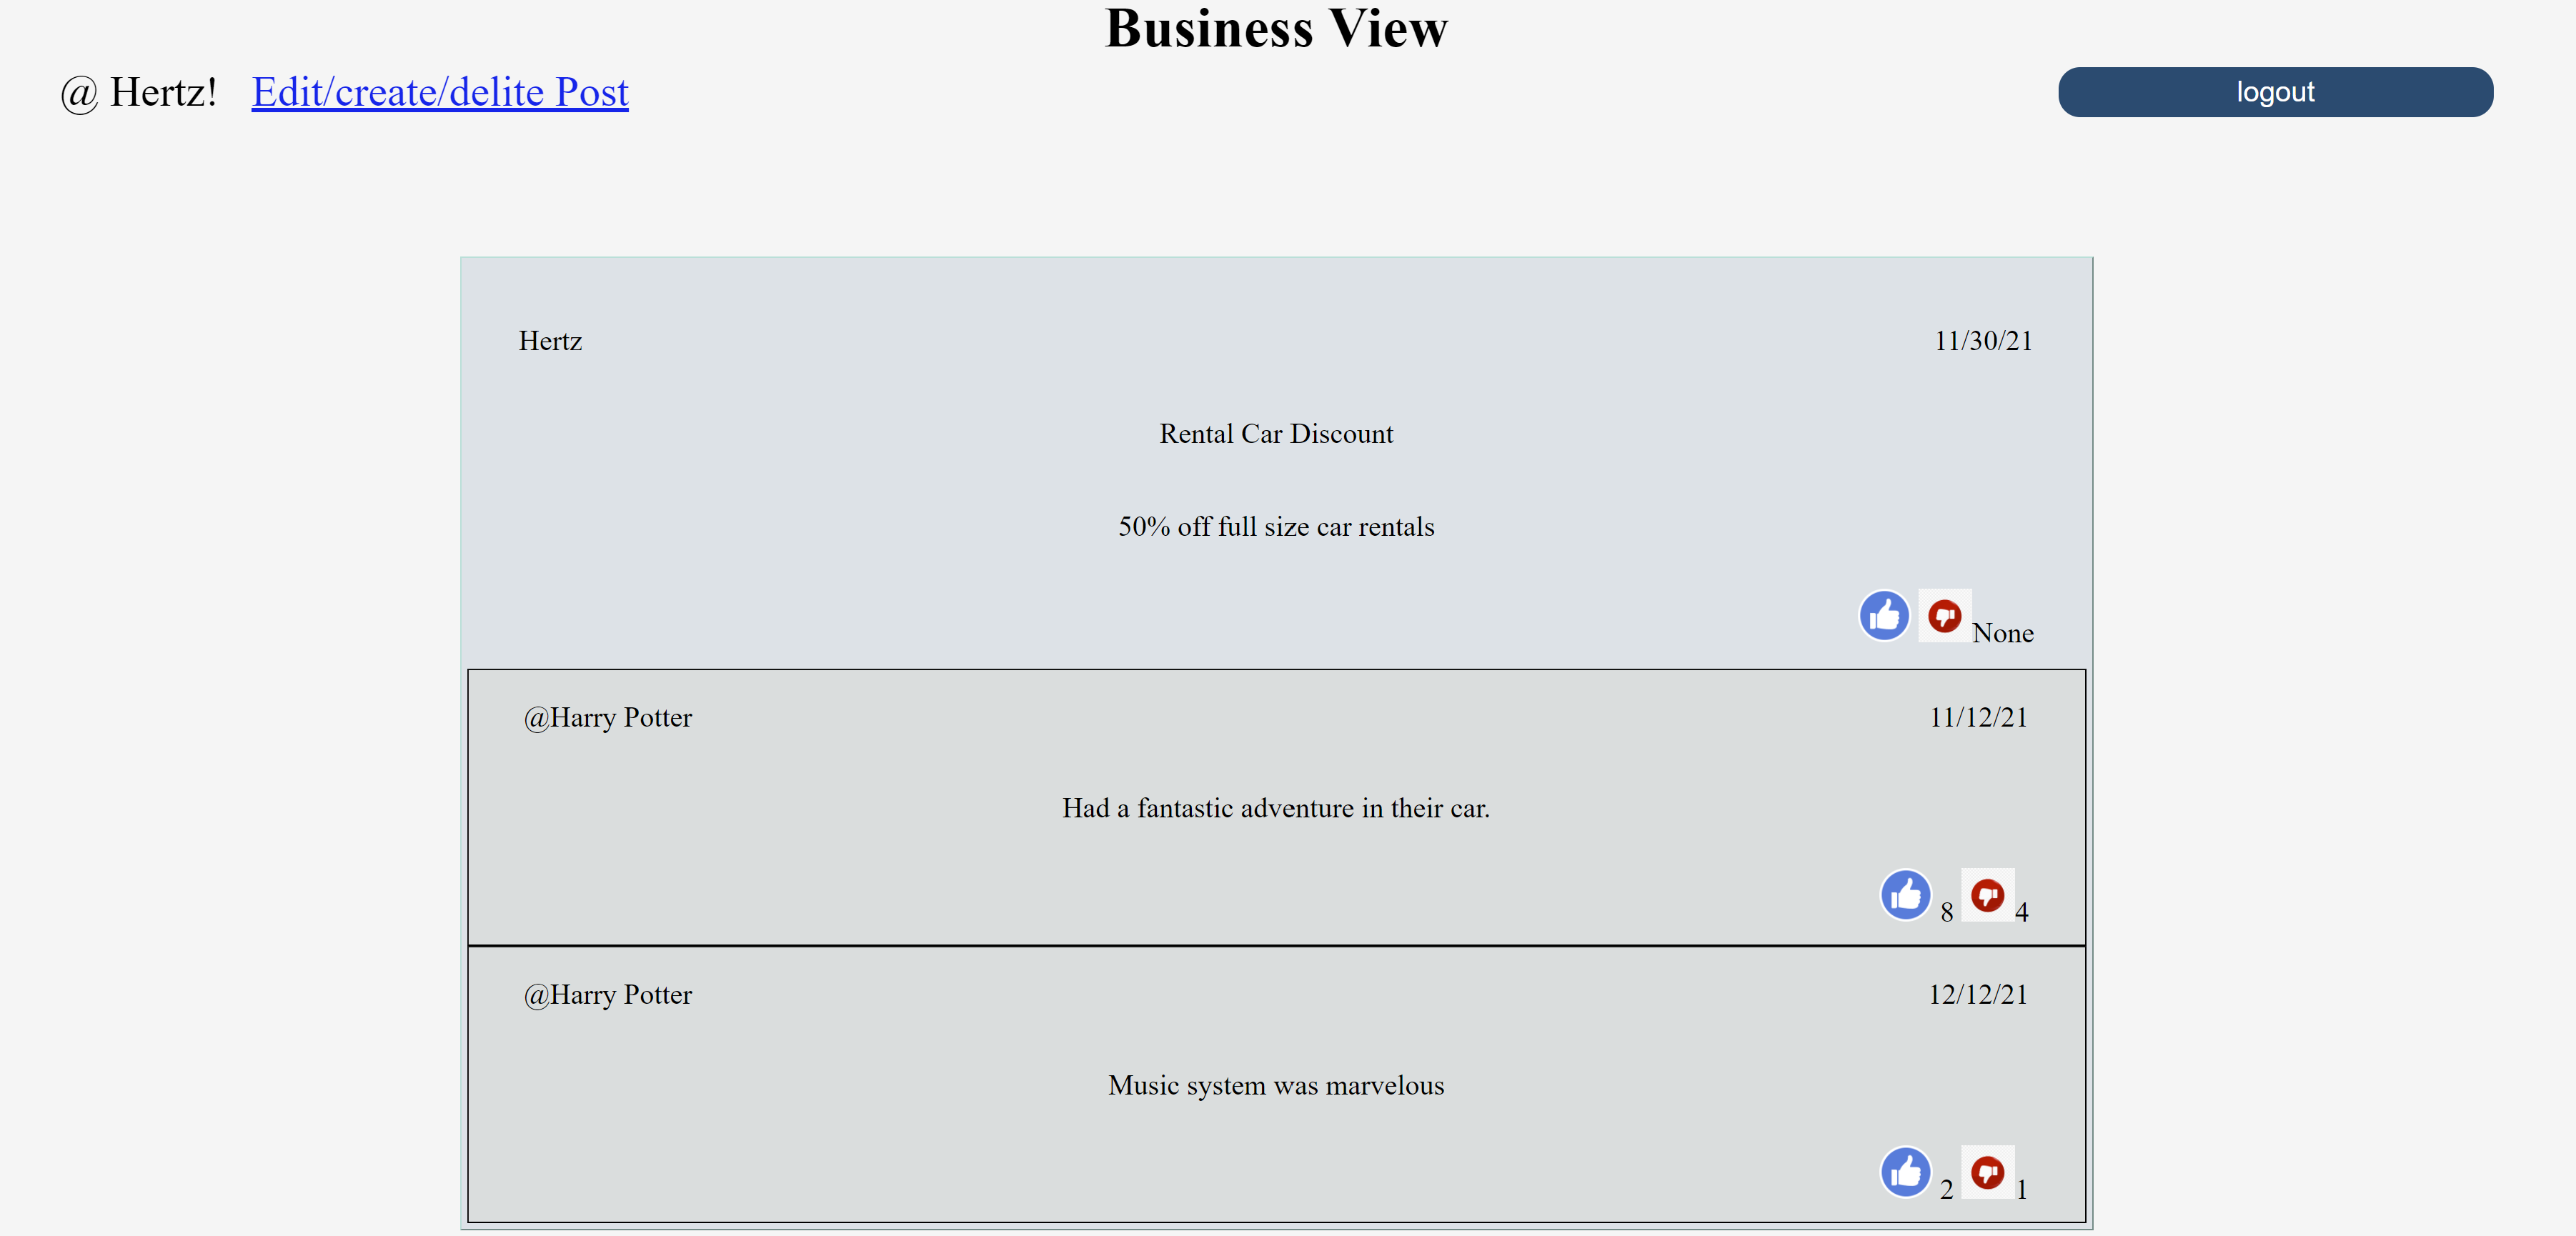 Business View
@ Hertz! Edit/create/delite Post logout
Hertz 11/30/21
Rental Car Discount
50% off full size car rentals
None
@Harry Potter 11/12/21
Had a fantastic adventure in their car.
8 4
@Harry Potter 12/12/21
Music system was marvelous
2 1